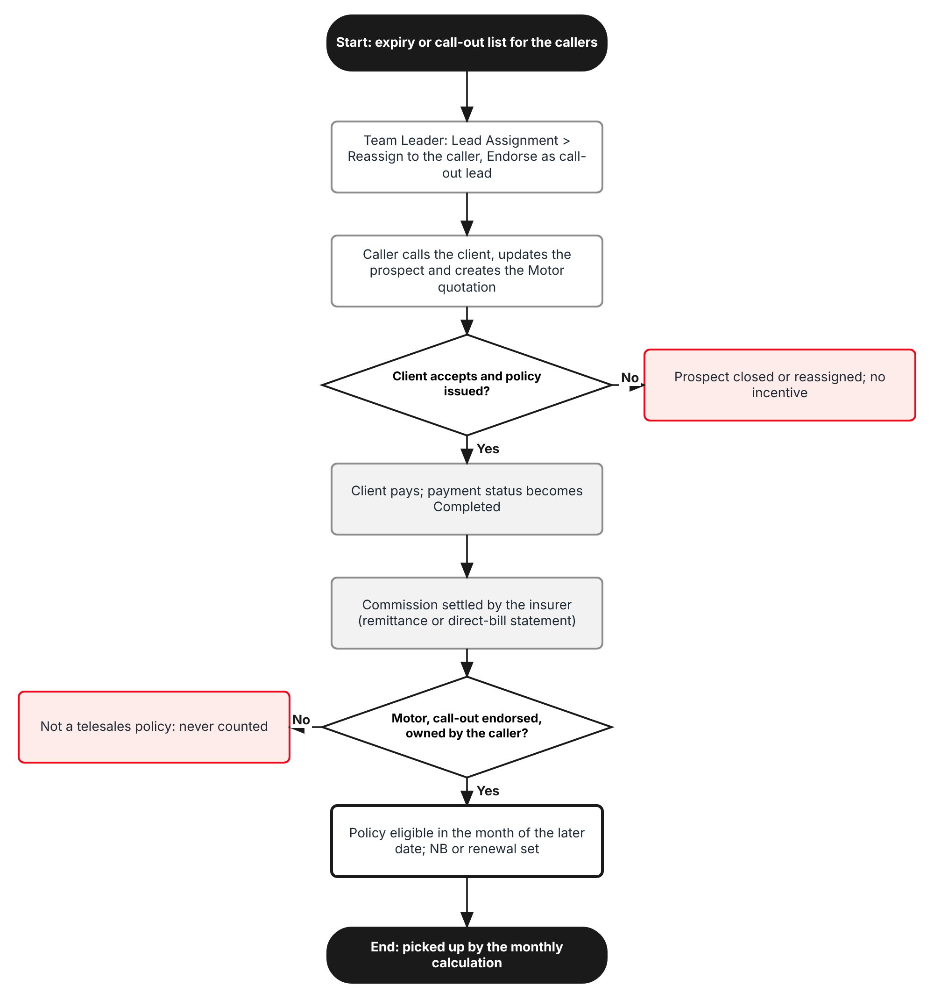 Start: expiry or call-out list for the callers
Team Leader: Lead Assignment >
Reassign to the caller, Endorse as call-
out lead
Caller calls the client, updates the
prospect and creates the Motor
quotation
Client accepts and policy
issued?
No
Prospect closed or reassigned; no
incentive
Yes
Client pays; payment status becomes
Completed
Commission settled by the insurer
(remittance or direct-bill statement)
Motor, call-out endorsed,
owned by the caller?
No
Not a telesales policy: never counted
Yes
Policy eligible in the month of the later
date; NB or renewal set
End: picked up by the monthly
calculation